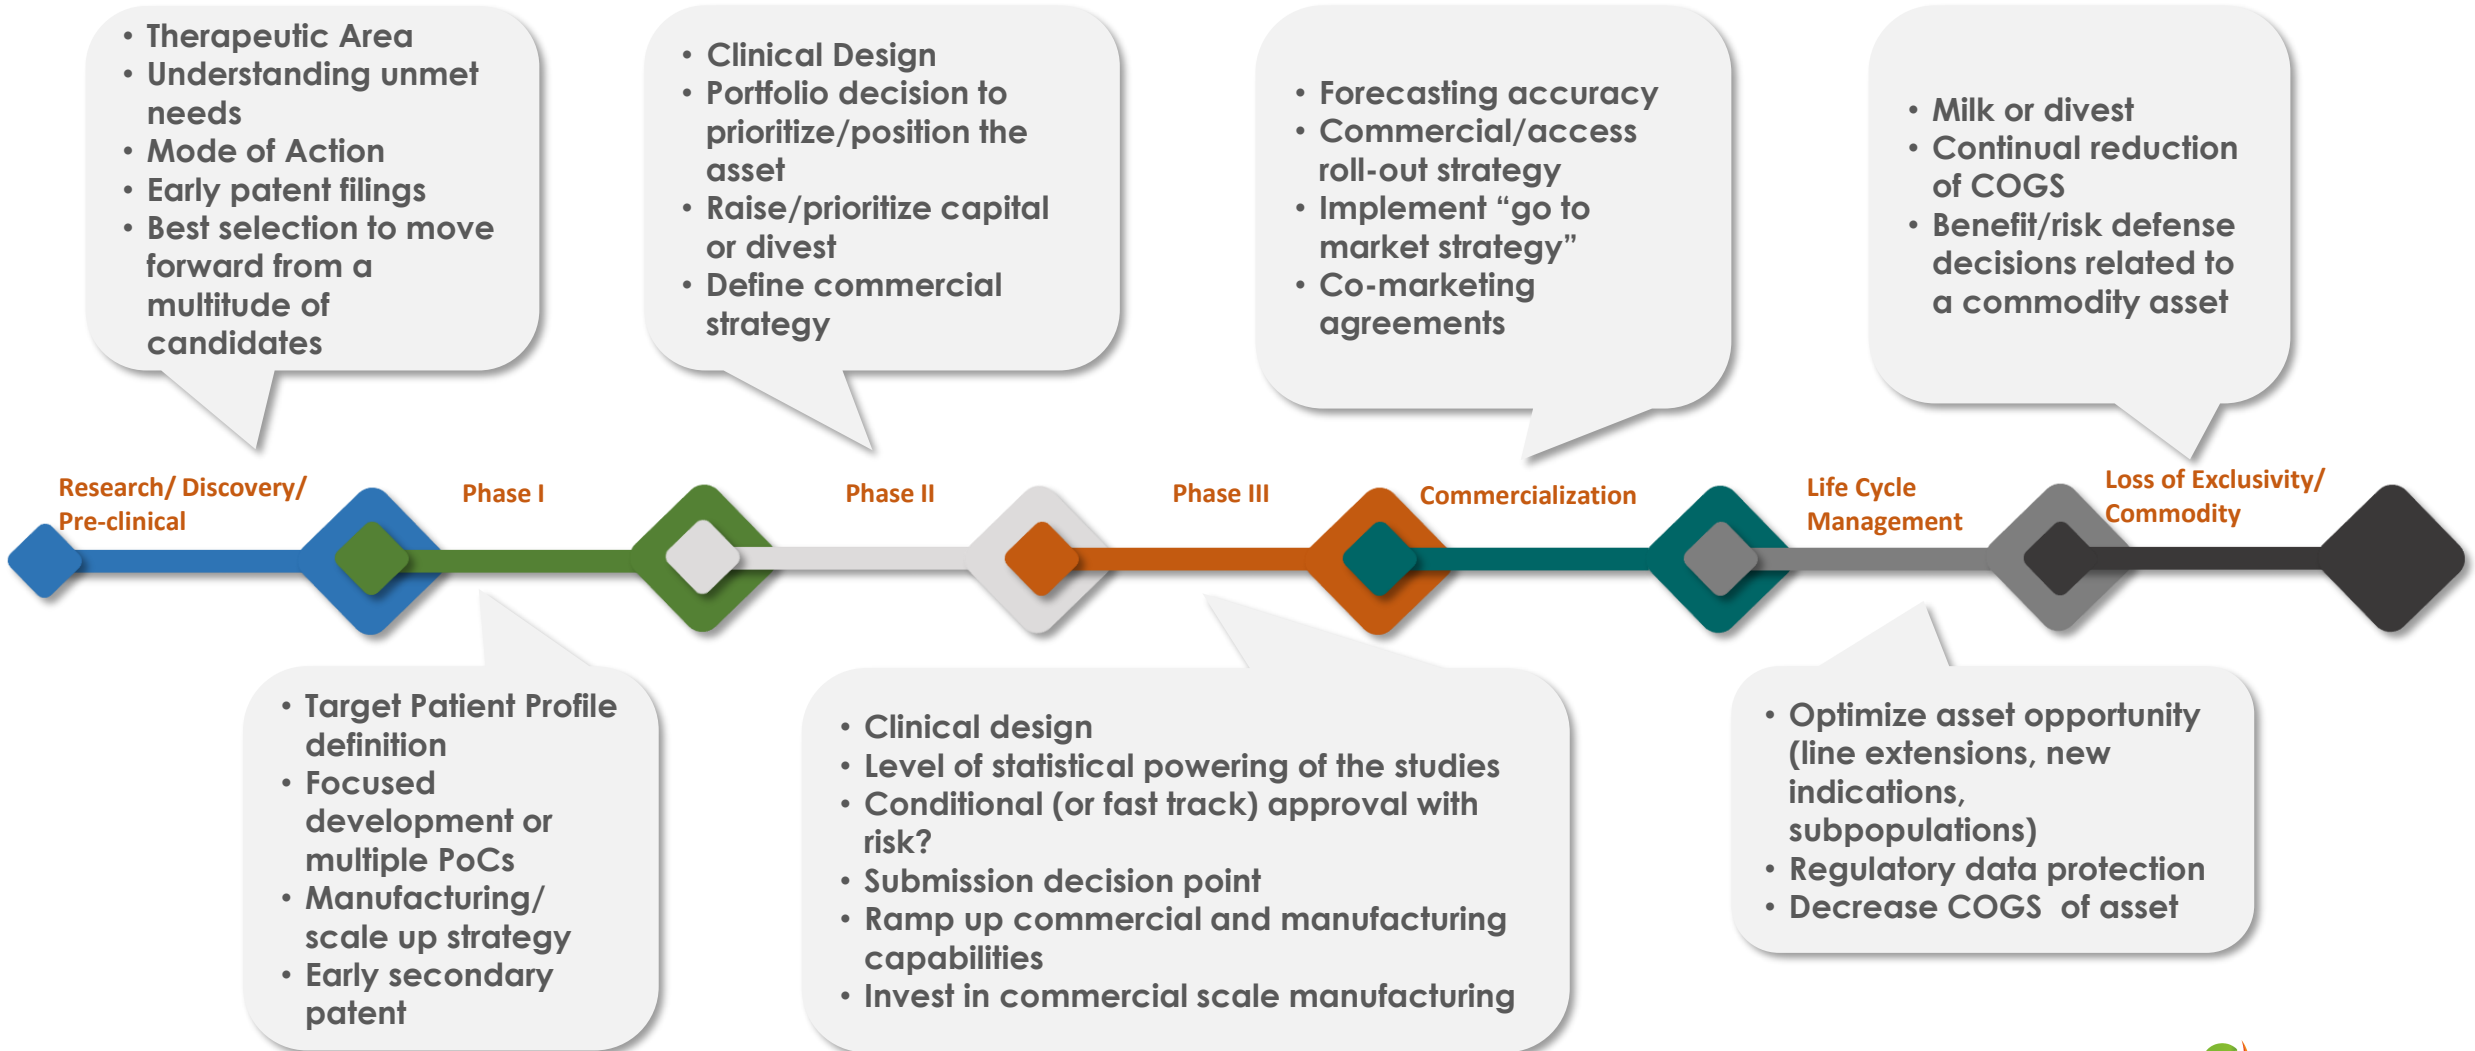 • Therapeutic Area
• Understanding unmet
needs
• Mode of Action
• Early patent filings
• Best selection to move
forward from a
multitude of
candidates
• Clinical Design
• Portfolio decision to
prioritize/position the
asset
• Raise/prioritize capital
or divest
• Define commercial
strategy
• Forecasting accuracy
• Commercial/access
roll-out strategy
• Implement “go to
market strategy”
• Co-marketing
agreements
• Milk or divest
• Continual reduction
of COGS
• Benefit/risk defense
decisions related to
a commodity asset
Research/ Discovery/
Pre-clinical
Phase I
Phase II
Phase III
Commercialization
Life Cycle
Management
Loss of Exclusivity/
Commodity
• Target Patient Profile
definition
• Focused
development or
multiple PoCs
• Manufacturing/
scale up strategy
• Early secondary
patent
• Clinical design
• Level of statistical powering of the studies
• Conditional (or fast track) approval with
risk?
• Submission decision point
• Ramp up commercial and manufacturing
capabilities
• Invest in commercial scale manufacturing
• Optimize asset opportunity
(line extensions, new
indications,
subpopulations)
• Regulatory data protection
• Decrease COGS  of asset